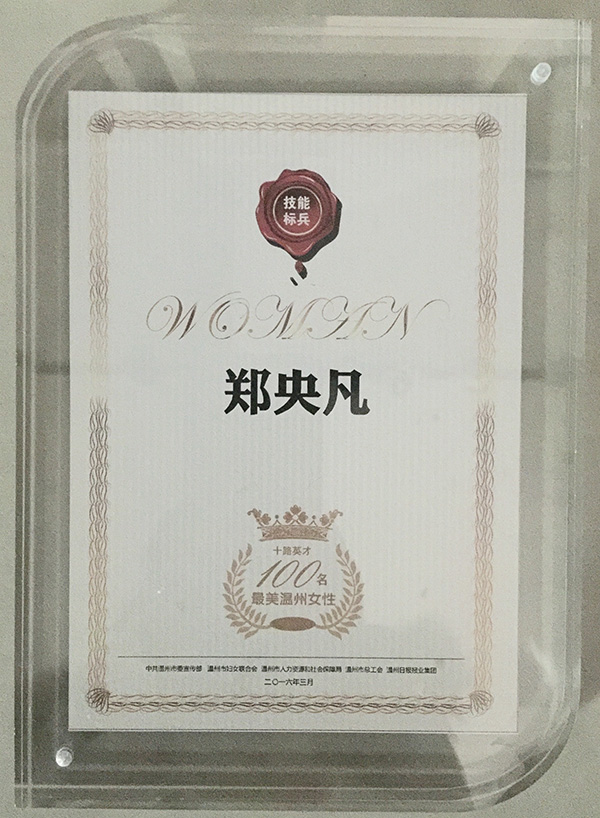 技能
标兵
WOMAN
郑央凡
十路英才
100名
最美温州女性
中共温州市委宣传部 温州市妇女联合会 温州市人力资源和社会保障局 温州市总工会 温州日报报业集团
二〇一六年三月